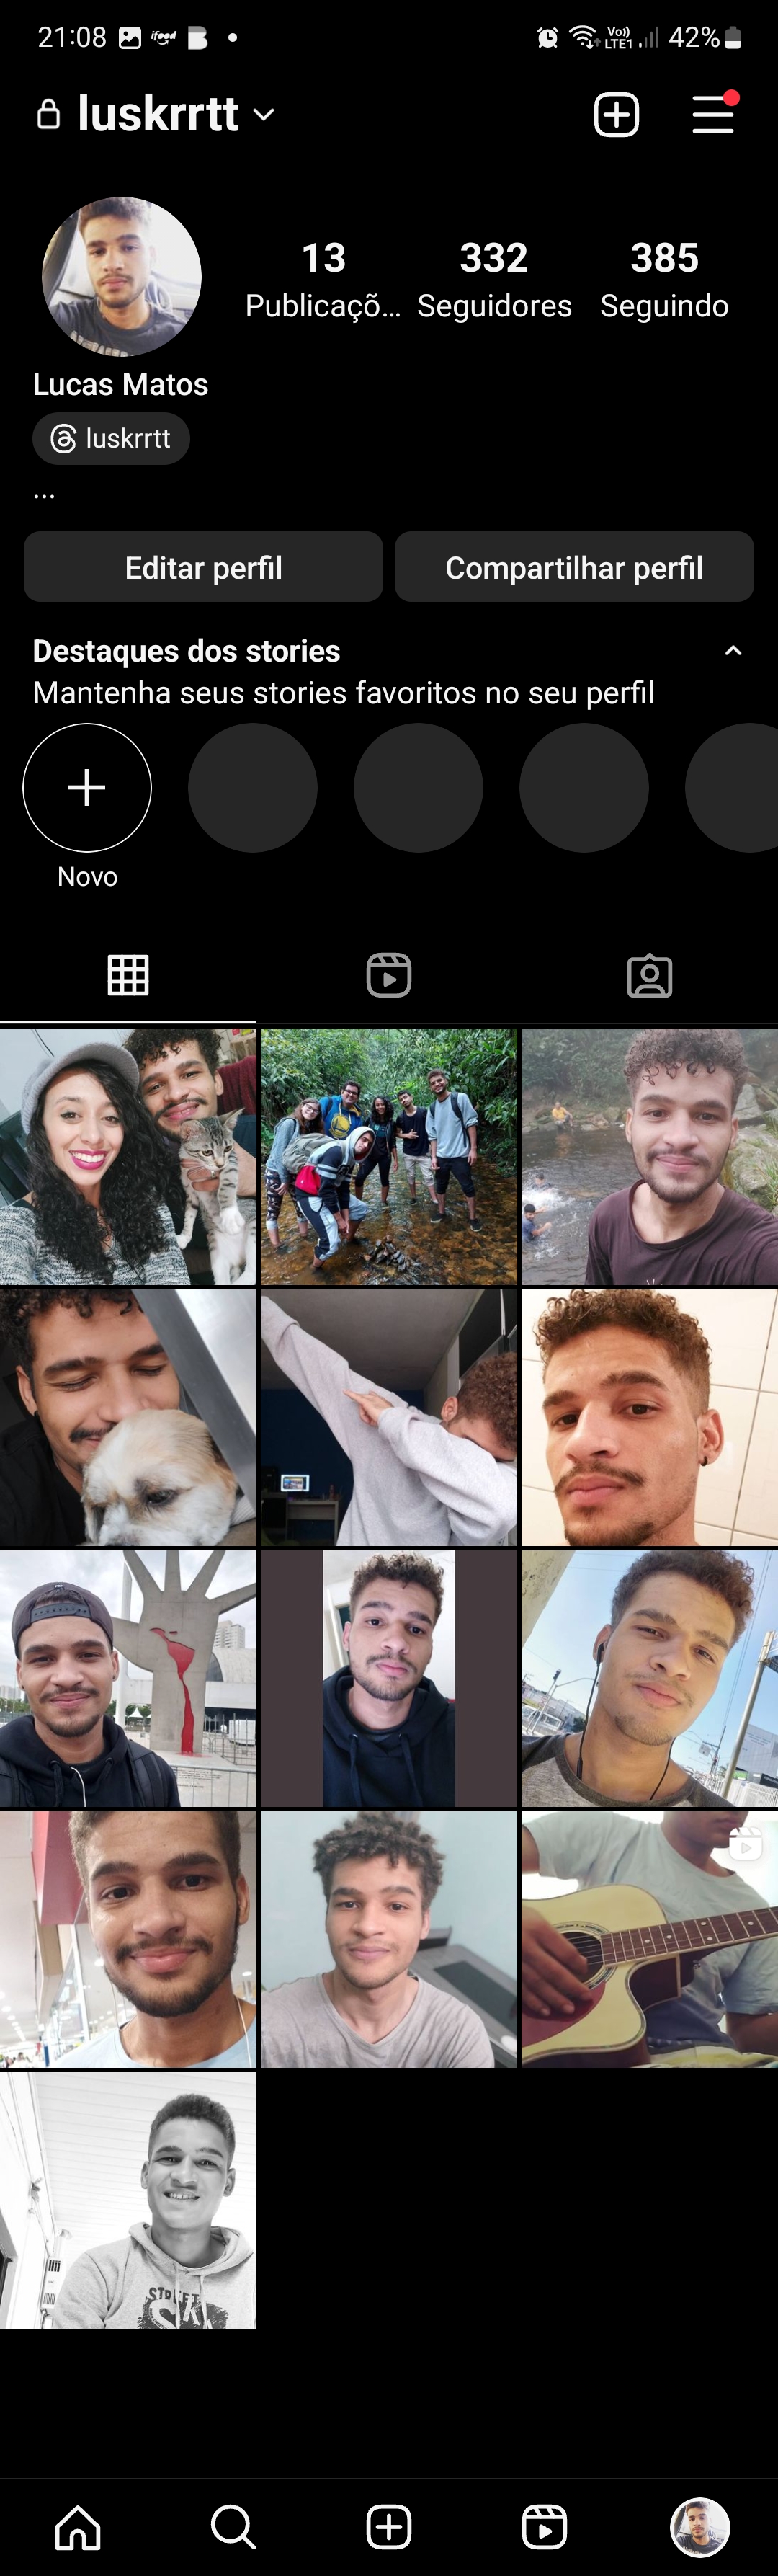 21:08 ifood Vo)) LTE1 42%
luskrrtt
13 332 385
Publicaçõ... Seguidores Seguindo
Lucas Matos
luskrrtt
...
Editar perfil Compartilhar perfil
Destaques dos stories
Mantenha seus stories favoritos no seu perfil
Novo